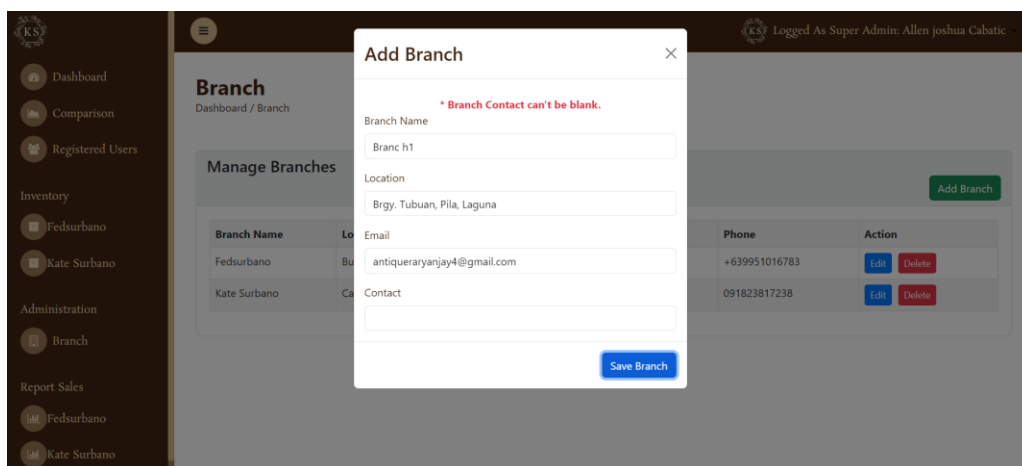 KS
KS Logged As Super Admin: Allen joshua Cabatic
Dashboard
Comparison
Registered Users
Inventory
Fedsurbano
Kate Surbano
Administration
Branch
Report Sales
Fedsurbano
Kate Surbano
Branch
Dashboard / Branch
Manage Branches
Add Branch
Branch Name Lo Phone Action
Fedsurbano Bu +639951016783 Edit Delete
Kate Surbano Ca 091823817238 Edit Delete
Add Branch
* Branch Contact can't be blank.
Branch Name
Branc h1
Location
Brgy. Tubuan, Pila, Laguna
Email
antiqueraryanjay4@gmail.com
Contact
Save Branch